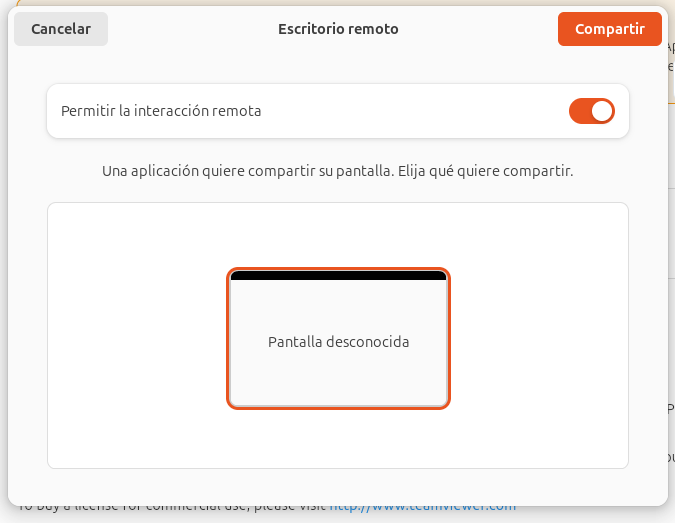 Cancelar
Escritorio remoto
Compartir
Permitir la interacción remota
Una aplicación quiere compartir su pantalla. Elija qué quiere compartir.
Pantalla desconocida
To buy a license for commercial use, please visit http://www.teamviewer.com